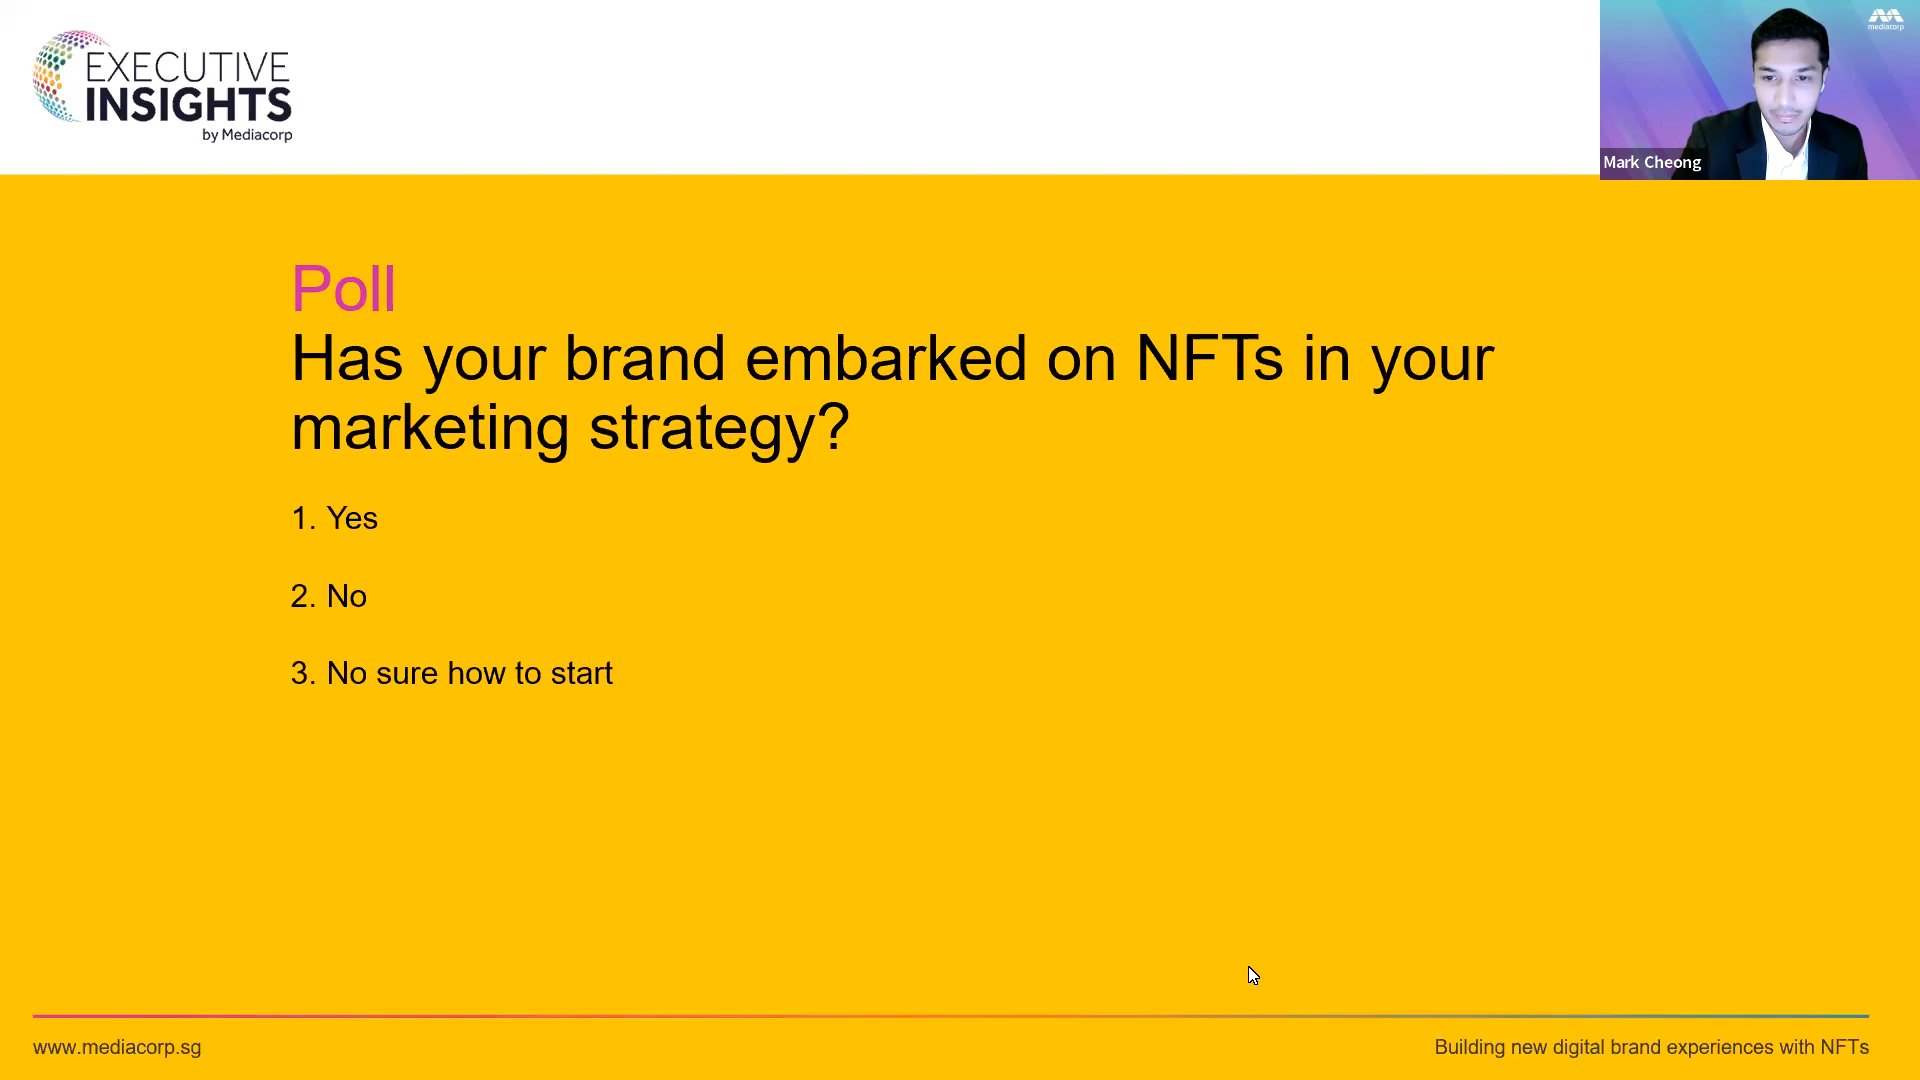 EXECUTIVE
INSIGHTS
by Mediacorp
mediacorp
Mark Cheong
Poll
Has your brand embarked on NFTs in your
marketing strategy?
1. Yes
2. No
3. No sure how to start
www.mediacorp.sg
Building new digital brand experiences with NFTs